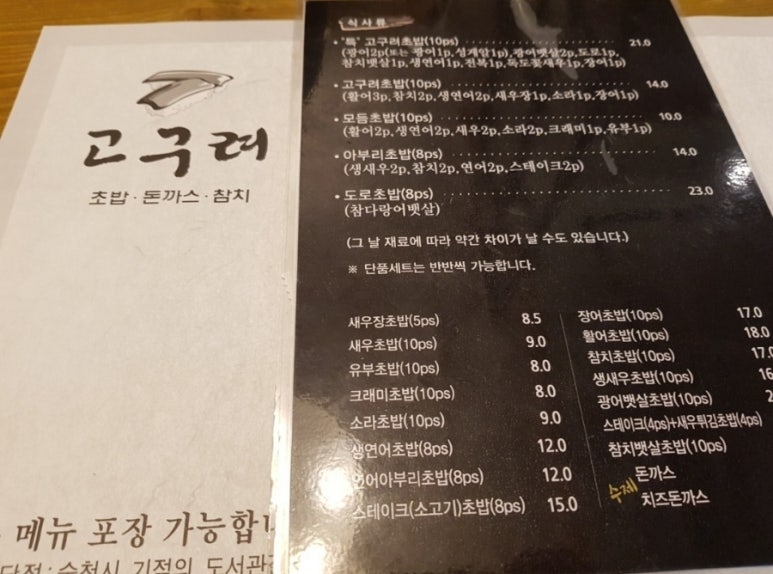 고구려
초밥·돈까스·참치
메뉴 포장 가능합니
순천시 기적의 도서관
식사류
• "특" 고구려초밥(10ps) 21.0
(광어2p(또는 광어1p, 성게알1p), 광어뱃살2p, 도로1p,
참치뱃살1p, 생연어1p, 전복1p, 독도꽃새우1p, 장어1p)
• 고구려초밥(10ps) 14.0
(활어3p, 참치2p, 생연어2p, 새우장1p, 소라1p, 장어1p)
• 모듬초밥(10ps) 10.0
(활어2p, 생연어2p, 새우2p, 소라2p, 크래미1p, 유부1p)
• 아부리초밥(8ps) 14.0
(생새우2p, 참치2p, 연어2p, 스테이크2p)
• 도로초밥(8ps) 23.0
(참다랑어뱃살)
(그 날 재료에 따라 약간 차이가 날 수도 있습니다.)
※ 단품세트는 반반씩 가능합니다.
새우장초밥(5ps) 8.5
새우초밥(10ps) 9.0
유부초밥(10ps) 8.0
크래미초밥(10ps) 8.0
소라초밥(10ps) 9.0
생연어초밥(8ps) 12.0
연어아부리초밥(8ps) 12.0
스테이크(소고기)초밥(8ps) 15.0
장어초밥(10ps) 17.0
활어초밥(10ps) 18.0
참치초밥(10ps) 17.0
생새우초밥(10ps) 16
광어뱃살초밥(10ps)
스테이크(4ps)+새우튀김초밥(4ps)
참치뱃살초밥(10ps)
수제 돈까스
치즈돈까스